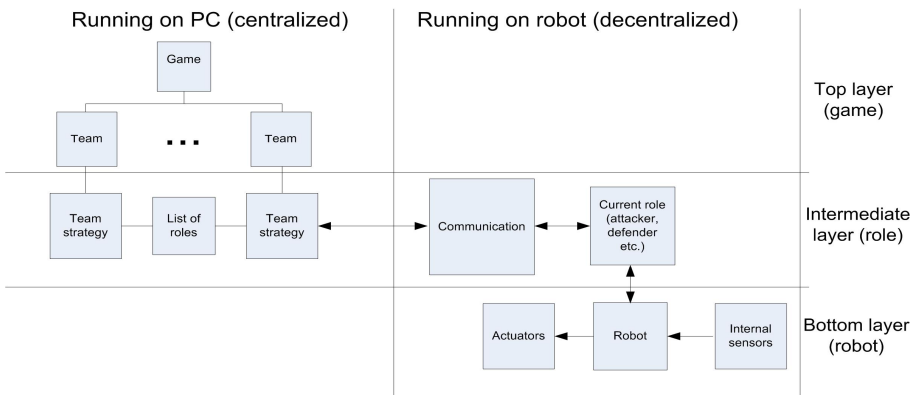 Running on PC (centralized)
Running on robot (decentralized)
Game
Top layer
(game)
Team
...
Team
Team
strategy
List of
roles
Team
strategy
Communication
Current role
(attacker,
defender
etc.)
Intermediate
layer (role)
Actuators
Robot
Internal
sensors
Bottom layer
(robot)